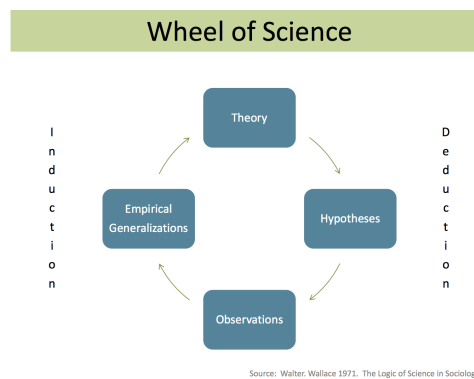 Wheel of Science
Theory
Induction
Deduction
Empirical
Generalizations
Hypotheses
Observations
Source: Walter. Wallace 1971. The Logic of Science in